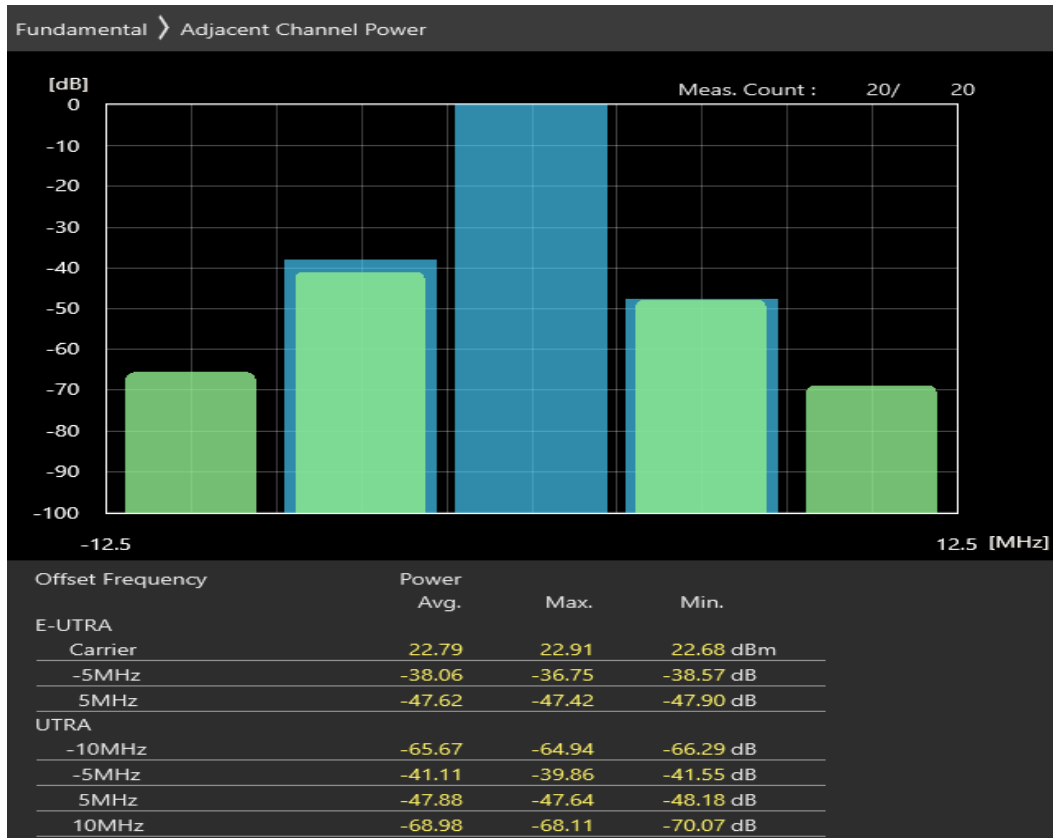 Fundamental ❭ Adjacent Channel Power
[dB]
Meas. Count : 20/ 20
0
-10
-20
-30
-40
-50
-60
-70
-80
-90
-100
-12.5 12.5 [MHz]
Offset Frequency Power
Avg. Max. Min.
E-UTRA
Carrier 22.79 22.91 22.68 dBm
-5MHz -38.06 -36.75 -38.57 dB
5MHz -47.62 -47.42 -47.90 dB
UTRA
-10MHz -65.67 -64.94 -66.29 dB
-5MHz -41.11 -39.86 -41.55 dB
5MHz -47.88 -47.64 -48.18 dB
10MHz -68.98 -68.11 -70.07 dB